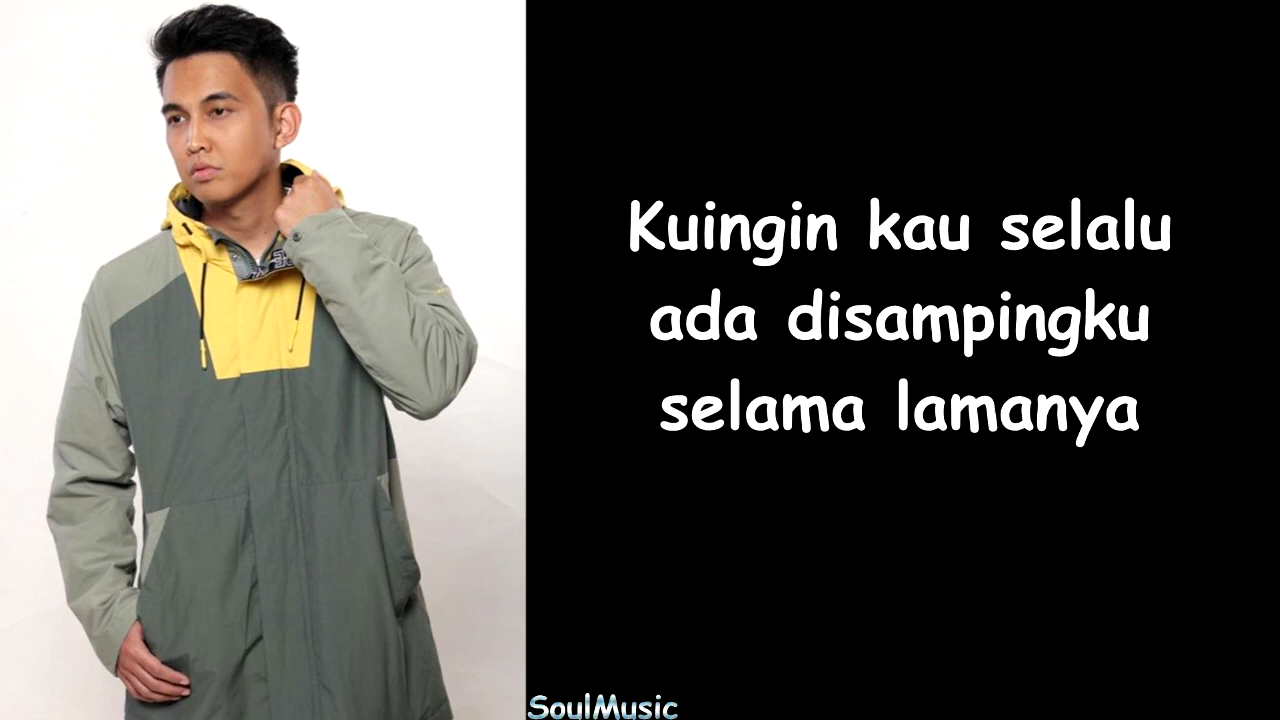 Kuingin kau selalu
ada disampingku
selama lamanya
SoulMusic